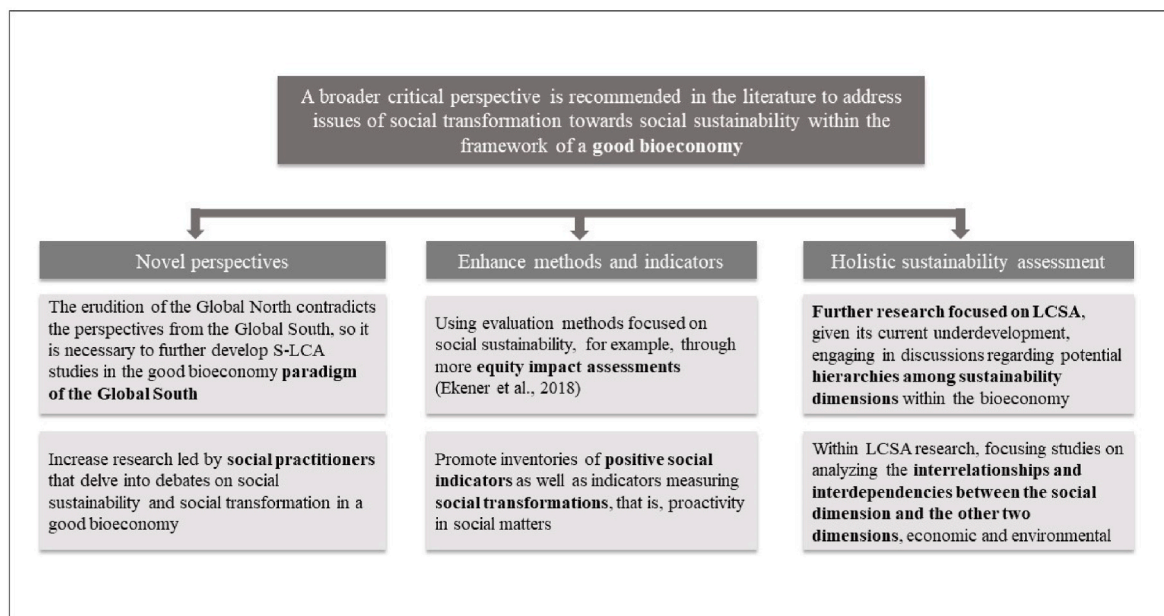 A broader critical perspective is recommended in the literature to address
issues of social transformation towards social sustainability within the
framework of a good bioeconomy
Novel perspectives
The erudition of the Global North contradicts
the perspectives from the Global South, so it
is necessary to further develop S-LCA
studies in the good bioeconomy paradigm
of the Global South
Increase research led by social practitioners
that delve into debates on social
sustainability and social transformation in a
good bioeconomy
Enhance methods and indicators
Using evaluation methods focused on
social sustainability, for example, through
more equity impact assessments
(Ekener et al., 2018)
Promote inventories of positive social
indicators as well as indicators measuring
social transformations, that is, proactivity
in social matters
Holistic sustainability assessment
Further research focused on LCSA,
given its current underdevelopment,
engaging in discussions regarding potential
hierarchies among sustainability
dimensions within the bioeconomy
Within LCSA research, focusing studies on
analyzing the interrelationships and
interdependencies between the social
dimension and the other two
dimensions, economic and environmental